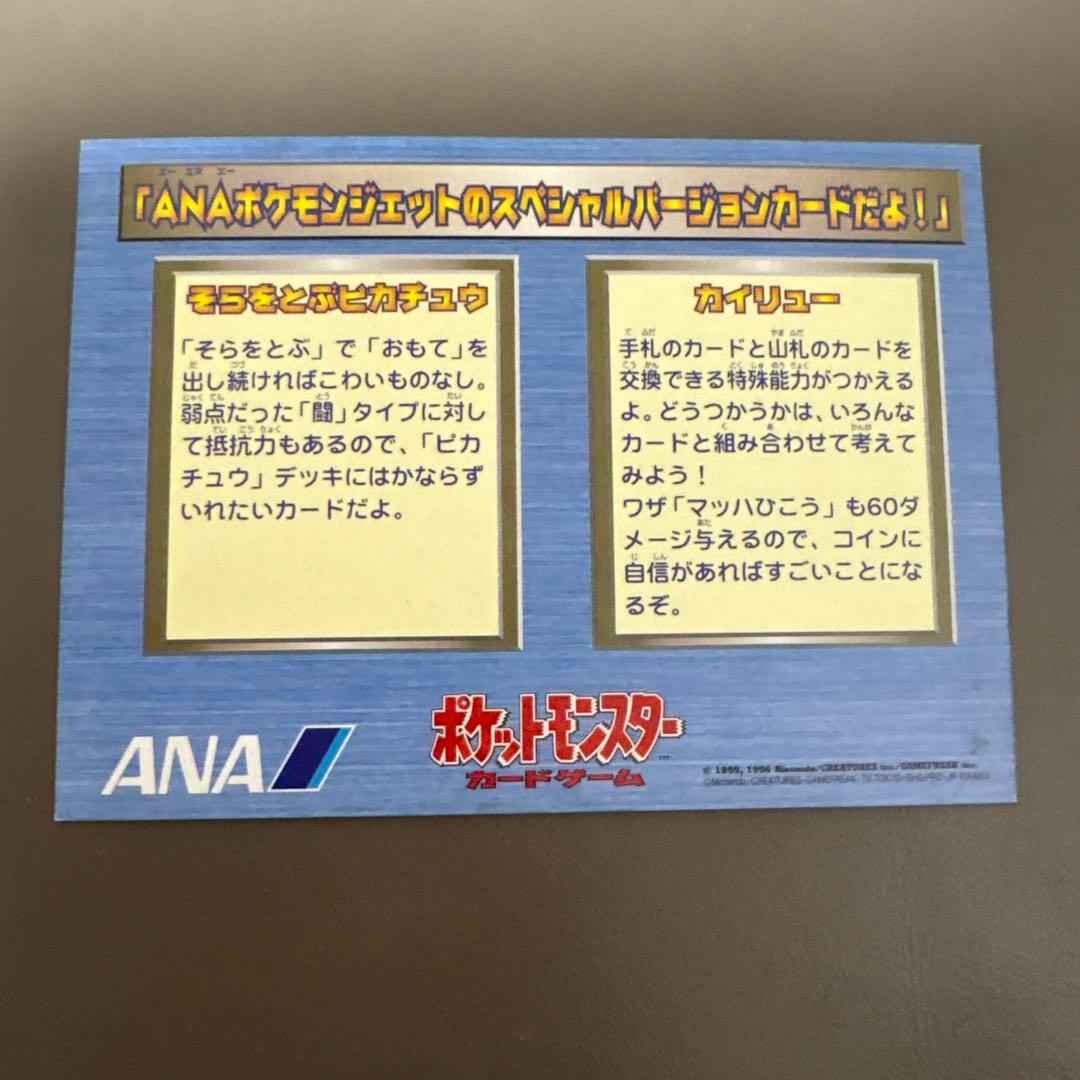 「ANAポケモンジェットのスペシャルバージョンカードだよ！」
そらをとぶピカチュウ
「そらをとぶ」で「おもて」を
出し続ければこわいものなし。
弱点だった「闘」タイプに対し
て抵抗力もあるので、「ピカ
チュウ」デッキにはかならず
いれたいカードだよ。
カイリュー
手札のカードと山札のカードを
交換できる特殊能力がつかえる
よ。どうつかうかは、いろんな
カードと組み合わせて考えて
みよう！
ワザ「マッハひこう」も60ダ
メージ与えるので、コインに
自信があればすごいことにな
るぞ。
ANA
ポケットモンスター
カードゲーム
© 1995, 1996 Nintendo/CREATURES inc./GAMEFREAK inc.